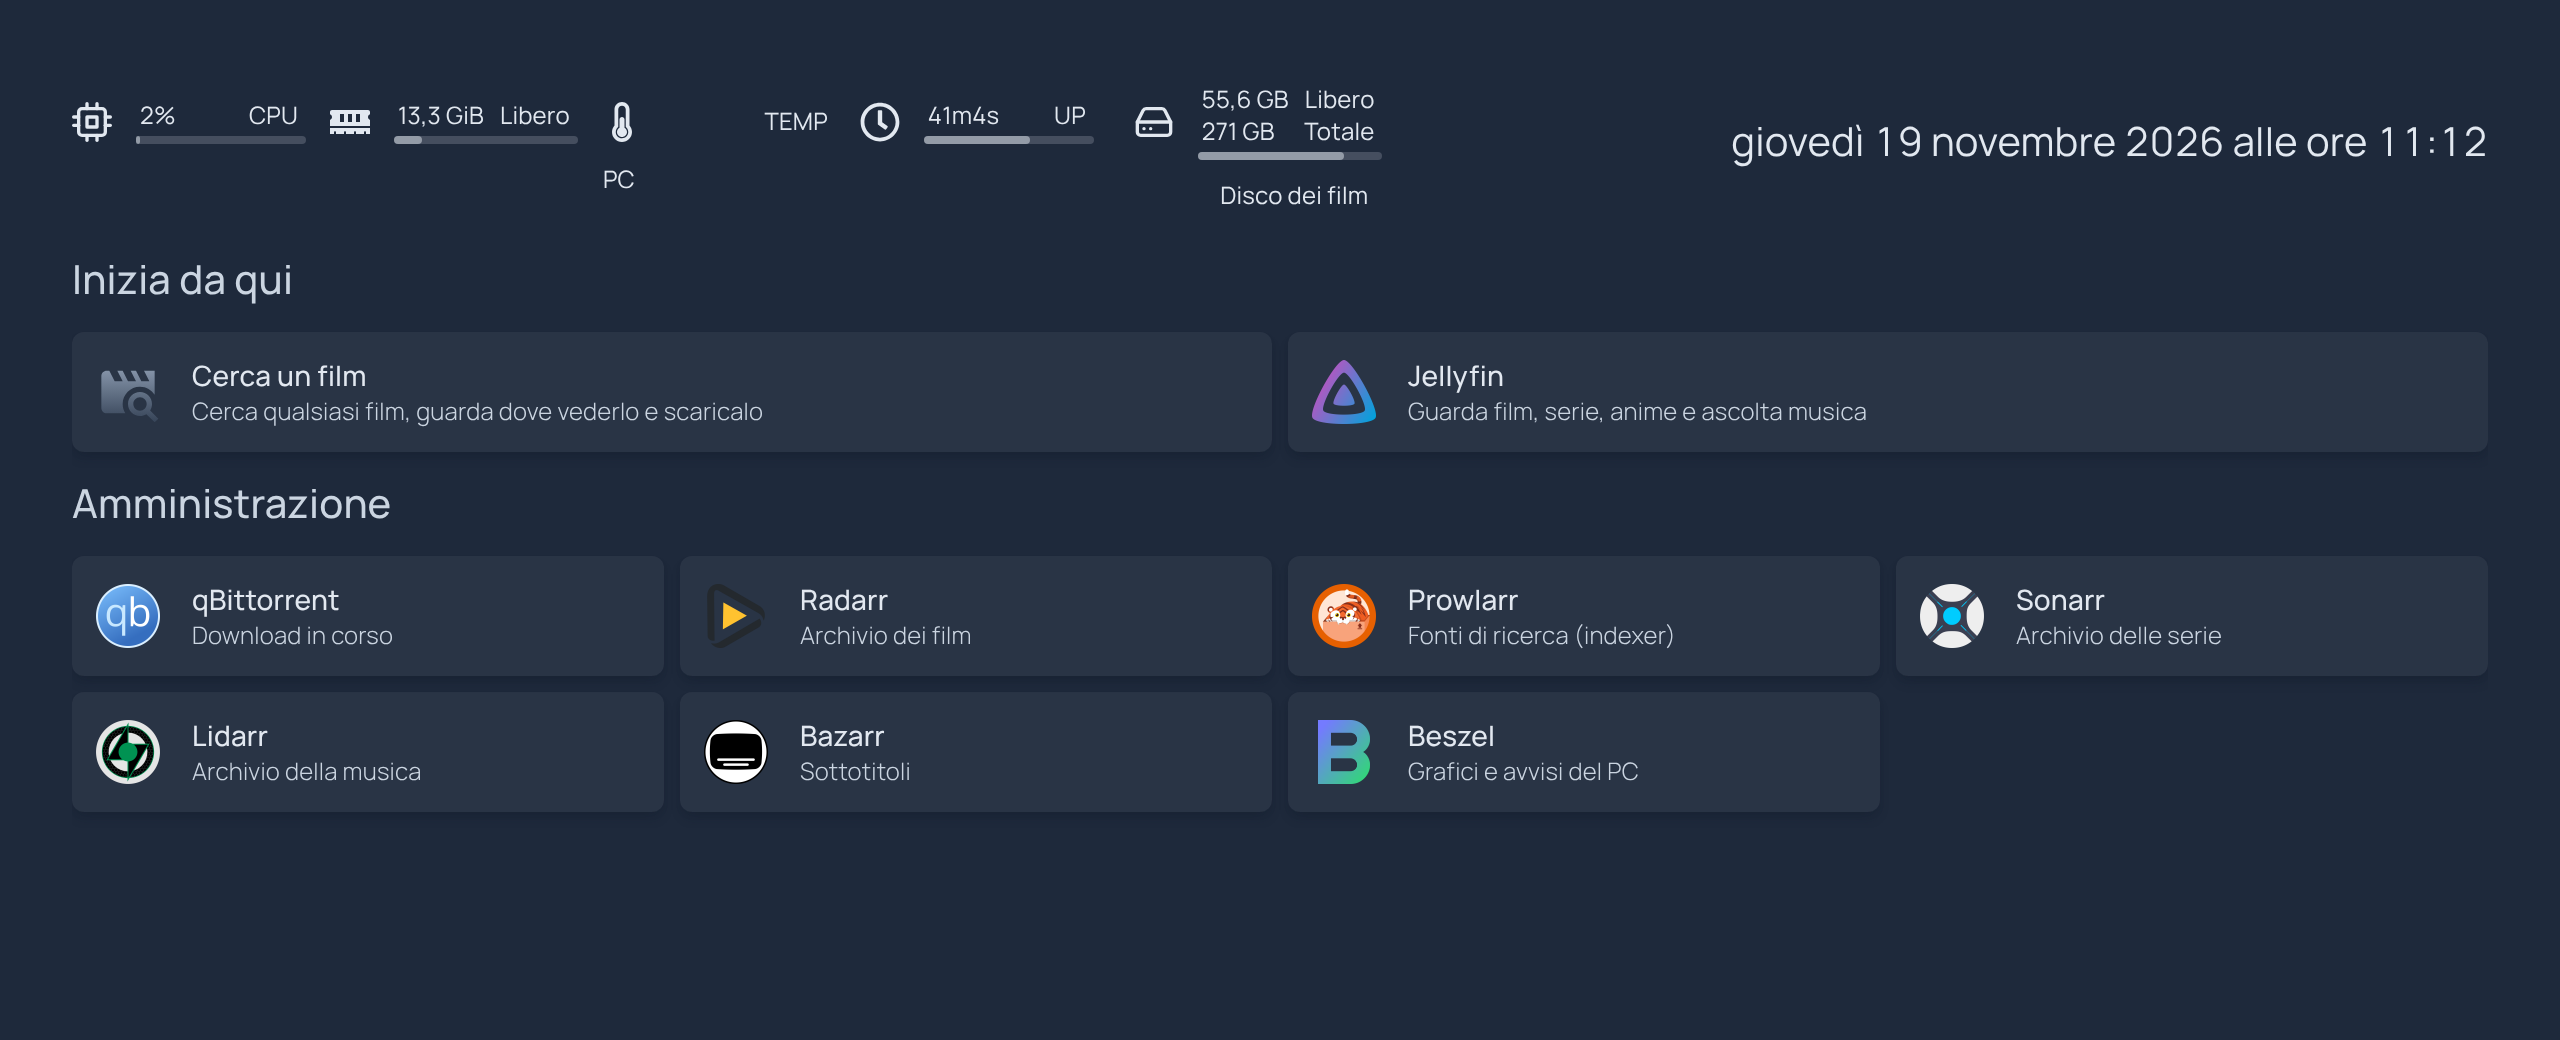 2% CPU
13,3 GiB Libero
PC
TEMP
41m4s UP
55,6 GB Libero
271 GB Totale
Disco dei film
giovedì 19 novembre 2026 alle ore 11:12
Inizia da qui
Cerca un film
Cerca qualsiasi film, guarda dove vederlo e scaricalo
Jellyfin
Guarda film, serie, anime e ascolta musica
Amministrazione
qb
qBittorrent
Download in corso
Radarr
Archivio dei film
Prowlarr
Fonti di ricerca (indexer)
Sonarr
Archivio delle serie
Lidarr
Archivio della musica
Bazarr
Sottotitoli
B
Beszel
Grafici e avvisi del PC